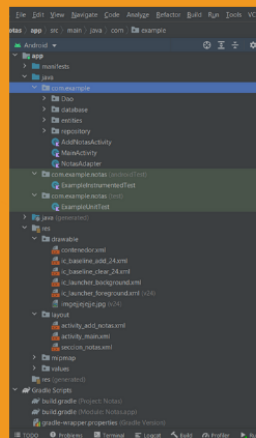 File Edit View Navigate Code Analyze Refactor Build Run Tools VC
otas app src main java com example
Android
app
manifests
java
com.example
Dao
database
entities
repository
AddNotasActivity
MainActivity
NotasAdapter
com.example.notas (androidTest)
ExampleInstrumentedTest
com.example.notas (test)
ExampleUnitTest
java (generated)
res
drawable
contenedor.xml
ic_baseline_add_24.xml
ic_baseline_clear_24.xml
ic_launcher_background.xml
ic_launcher_foreground.xml (v24)
layout
activity_add_notas.xml
activity_main.xml
seccion_notas.xml
mipmap
values
res (generated)
Gradle Scripts
build.gradle (Project: Notas)
build.gradle (Module: Notas.app)
gradle-wrapper.properties (Gradle Version)
TODO Problems Terminal Logcat Build Profiler Ru